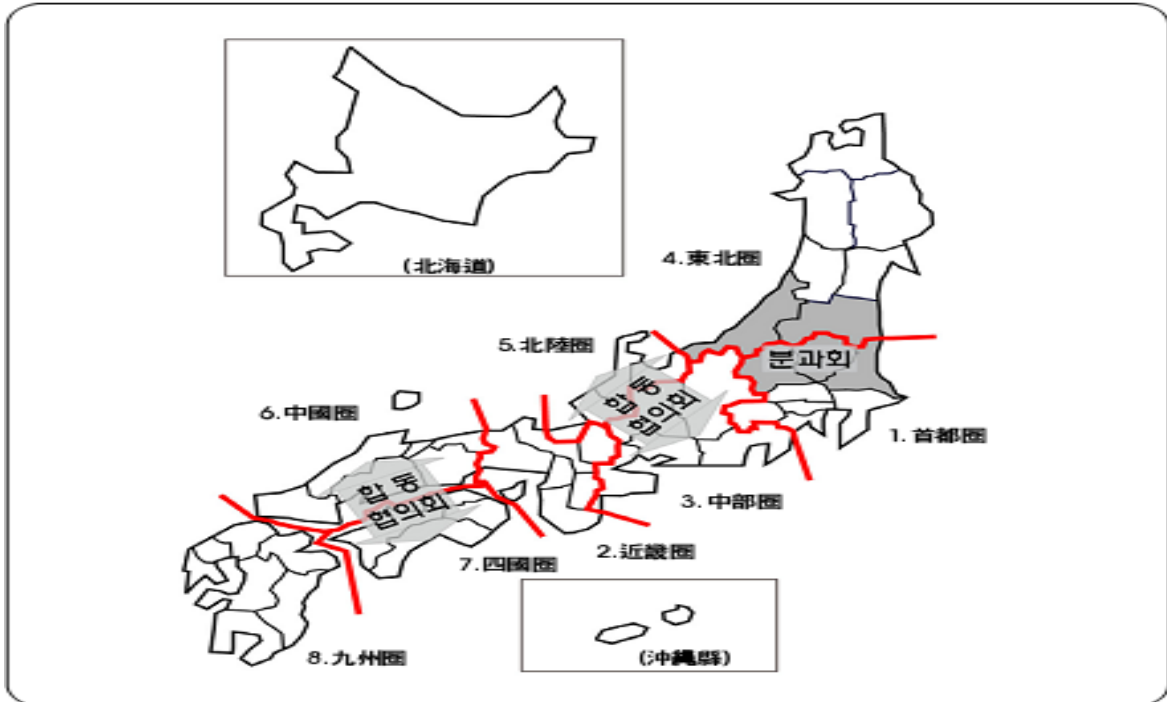 (北海道)
4.東北圈
5.北陸圈
분과회
합동
협의회
6.中國圈
1.首都圈
합동
협의회
3.中部圈
2.近畿圈
7.四國圈
8.九州圈
(沖繩縣)